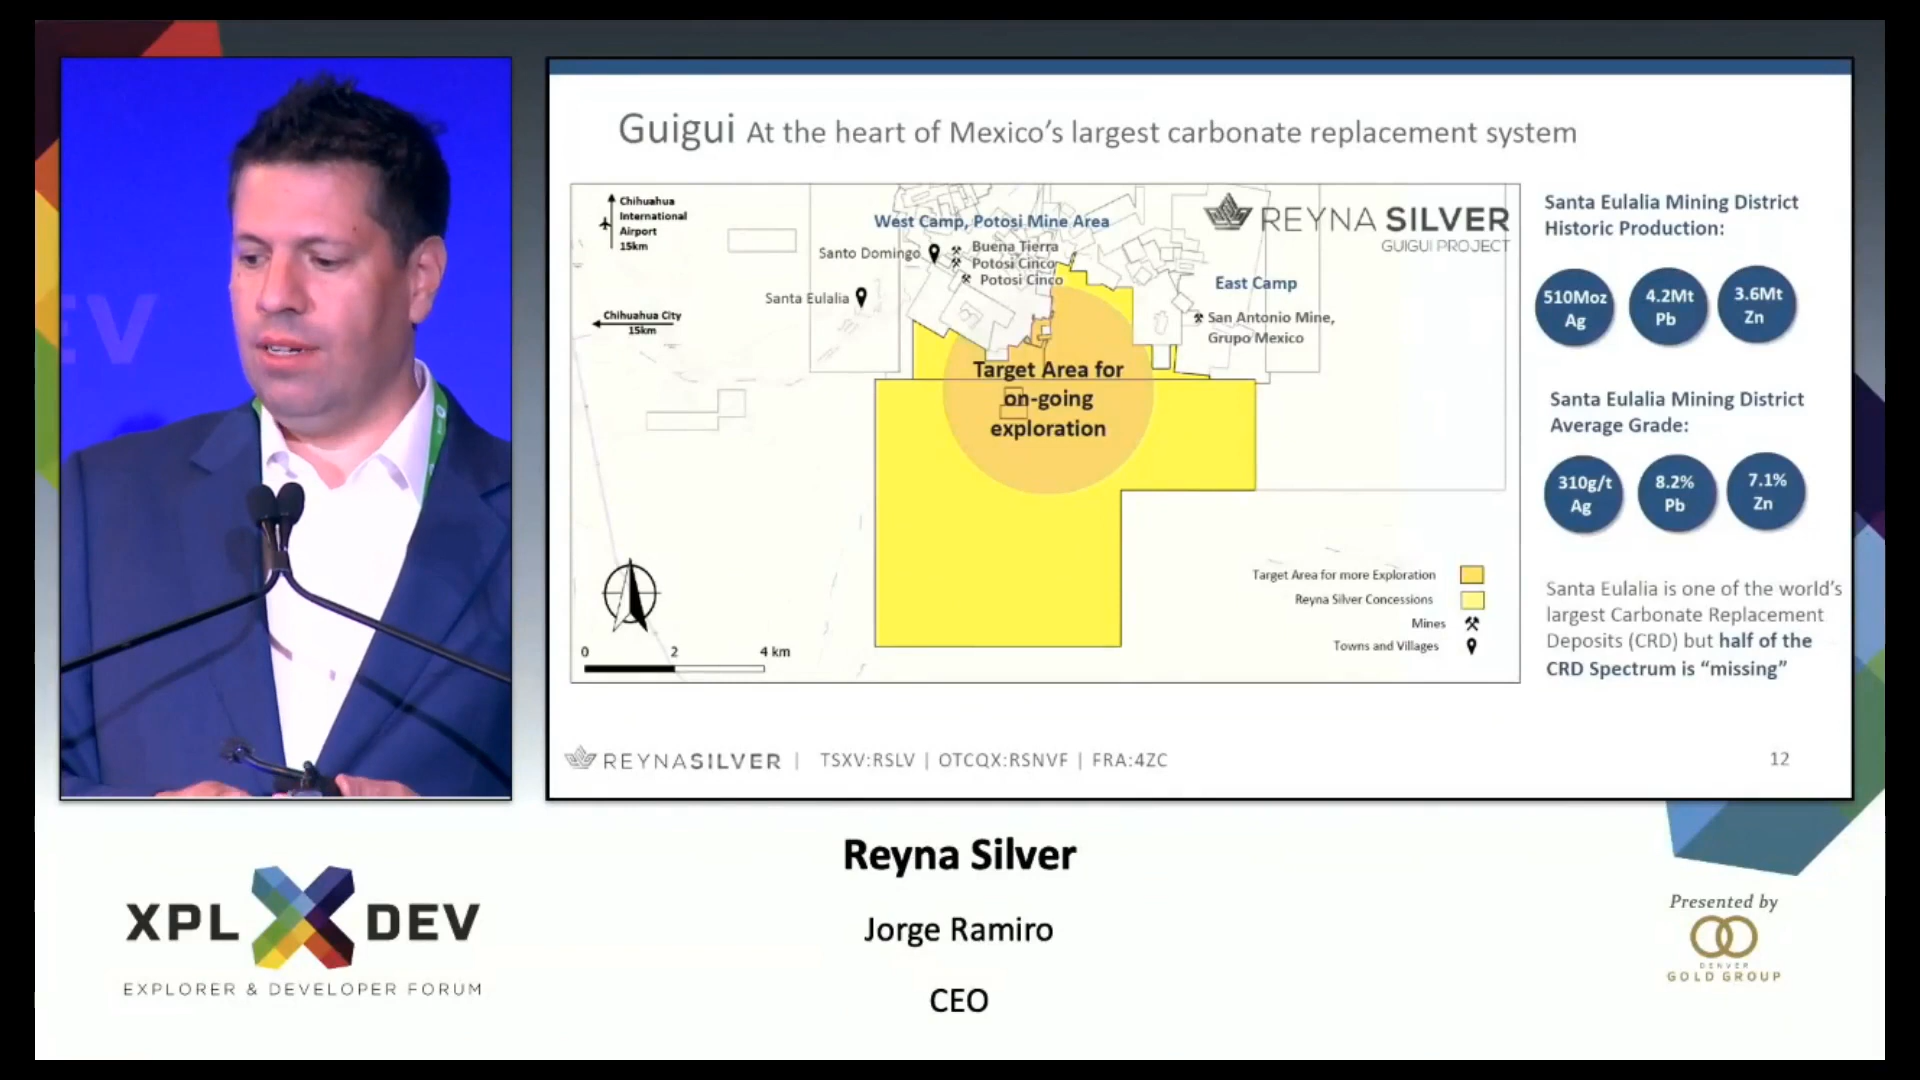 EV
Guigui At the heart of Mexico's largest carbonate replacement system
Chihuahua
International
Airport
15km
West Camp, Potosi Mine Area
REYNA SILVER
GUIGUI PROJECT
Santo Domingo
Buena Tierra
Potosi Cinco
Potosi Cinco
Santa Eulalia
East Camp
Chihuahua City
15km
San Antonio Mine,
Grupo Mexico
Target Area for
on-going
exploration
0 2 4 km
Target Area for more Exploration
Reyna Silver Concessions
Mines
Towns and Villages
Santa Eulalia Mining District
Historic Production:
510Moz
Ag
4.2Mt
Pb
3.6Mt
Zn
Santa Eulalia Mining District
Average Grade:
310g/t
Ag
8.2%
Pb
7.1%
Zn
Santa Eulalia is one of the world's
largest Carbonate Replacement
Deposits (CRD) but half of the
CRD Spectrum is “missing”
REYNASILVER | TSXV:RSLV | OTCQX:RSNVF | FRA:4ZC
12
Reyna Silver
Jorge Ramiro
CEO
XPL DEV
EXPLORER & DEVELOPER FORUM
Presented by
DENVER
GOLD GROUP